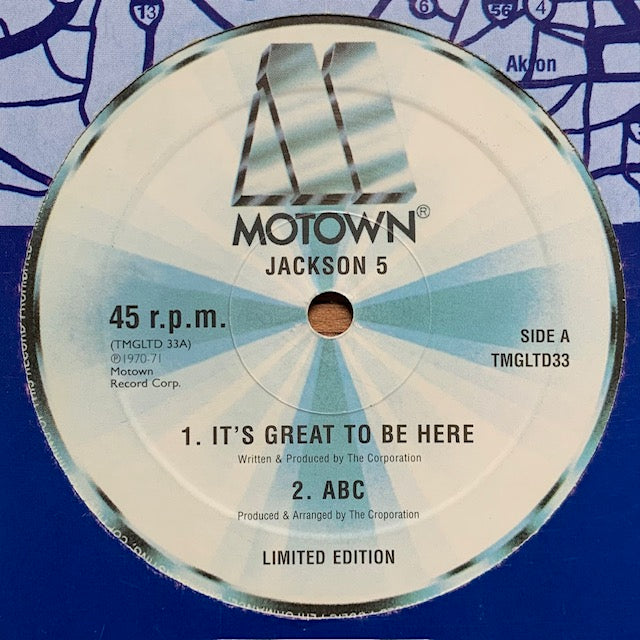 13
6
56
4
Akron
MOTOWN®
JACKSON 5
45 r.p.m.
(TMGLTD 33A)
℗1970-71
Motown
Record Corp.
SIDE A
TMGLTD33
1. IT'S GREAT TO BE HERE
Written & Produced by The Corporation
2. ABC
Produced & Arranged by The Croporation
LIMITED EDITION